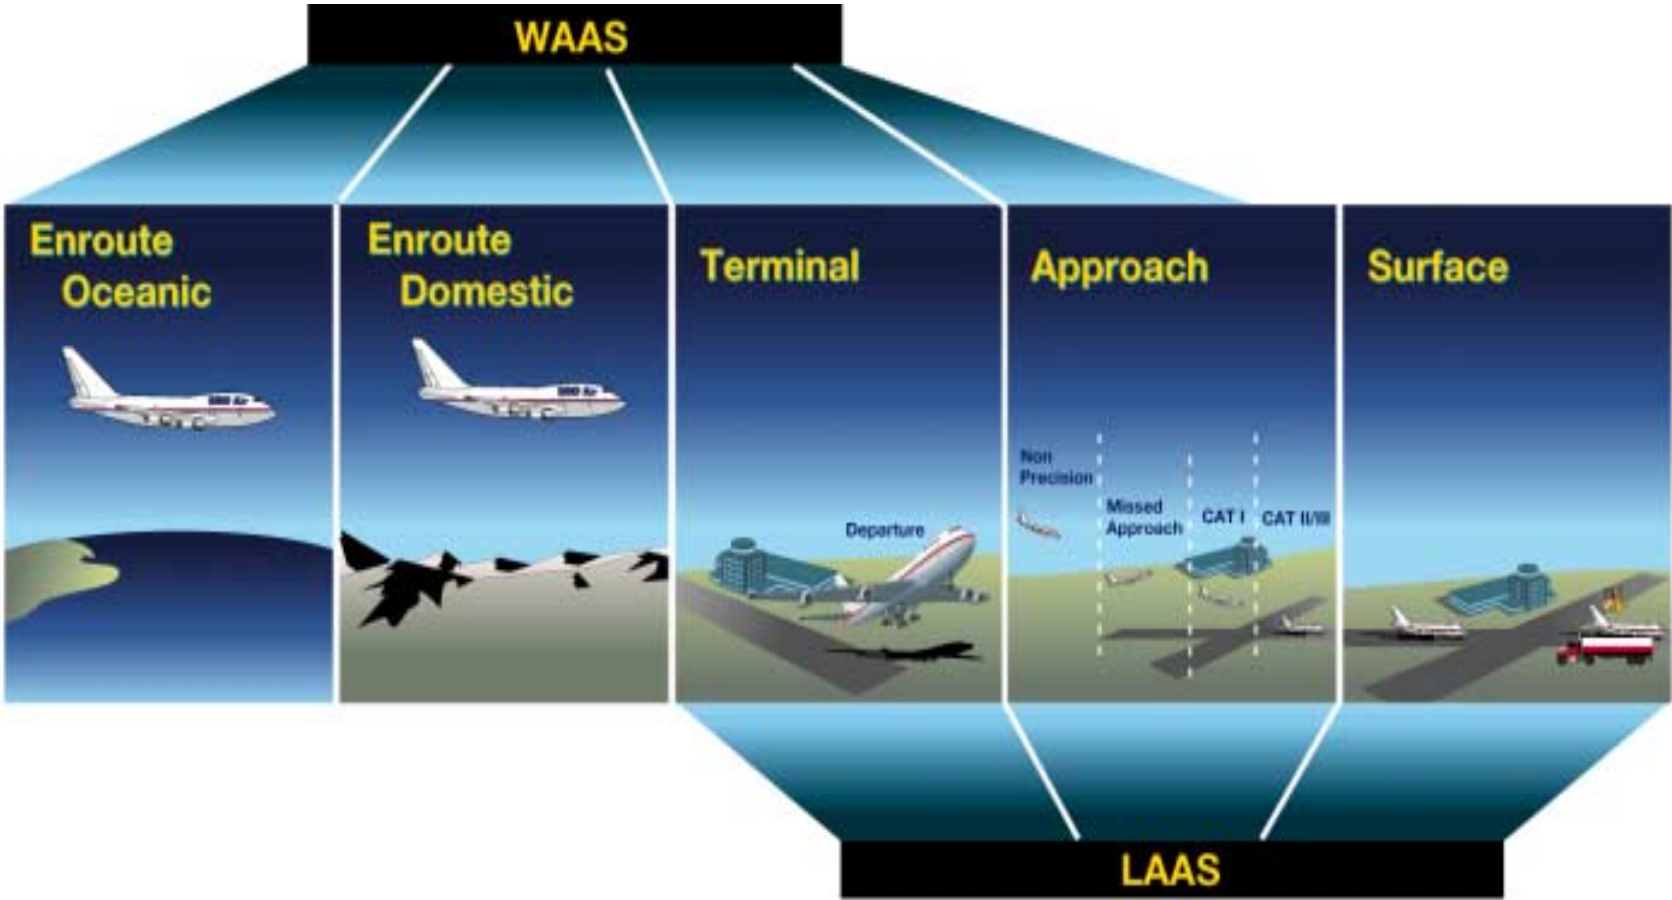 WAAS
Enroute
Oceanic
Enroute
Domestic
Terminal
Approach
Surface
Non
Precision
Missed
Approach
CAT I
CAT II/III
Departure
LAAS